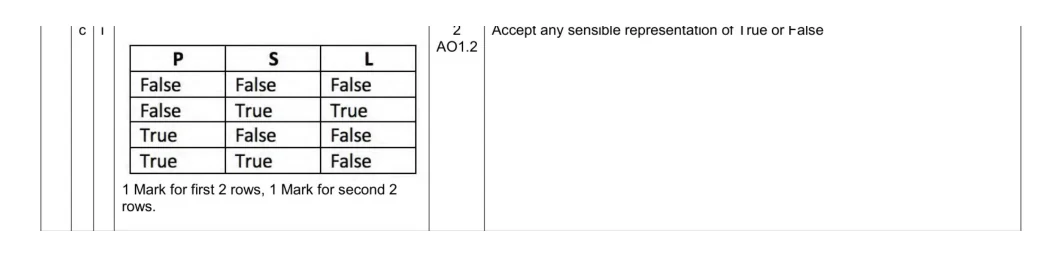 c i 2 Accept any sensible representation of True or False
AO1.2
P S L
False False False
False True True
True False False
True True False
1 Mark for first 2 rows, 1 Mark for second 2
rows.